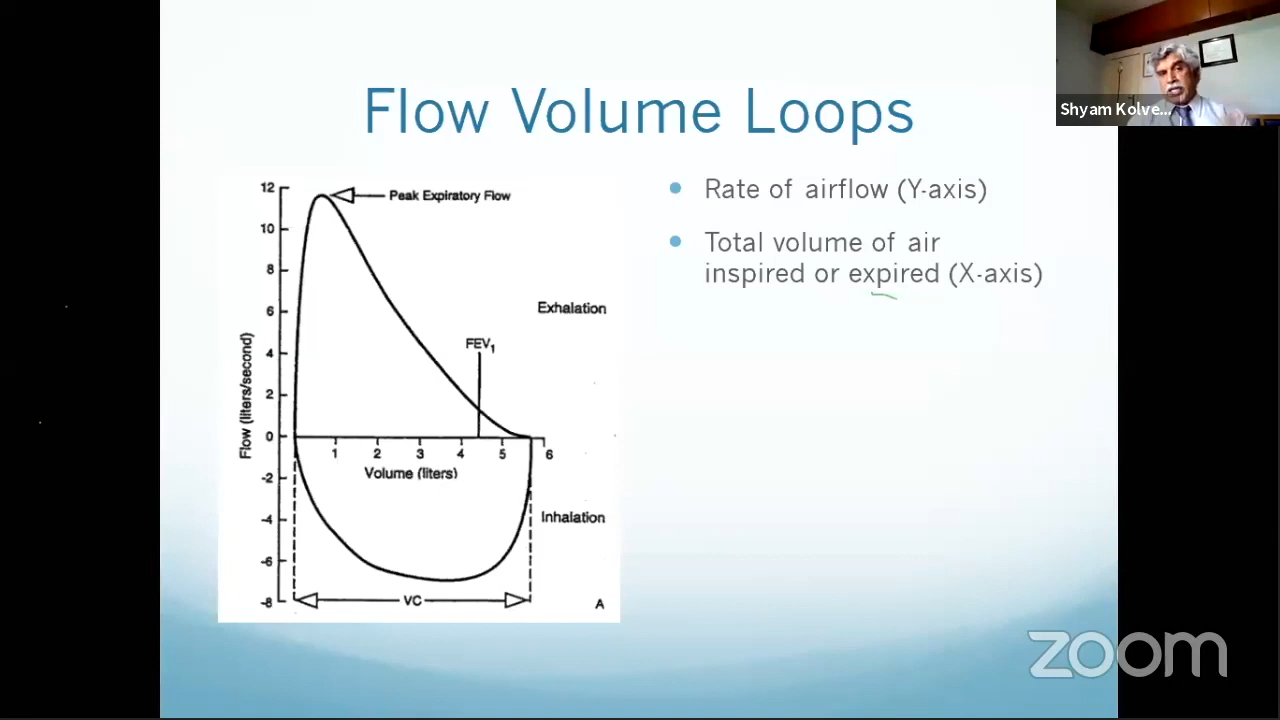 Shyam Kolve...
Flow Volume Loops
12
10
8
6
4
2
0
-2
-4
-6
-8
Flow (liters/second)
Peak Expiratory Flow
Exhalation
FEV1
1 2 3 4 5 6
Volume (liters)
Inhalation
VC
A
Rate of airflow (Y-axis)
Total volume of air
inspired or expired (X-axis)
zoom